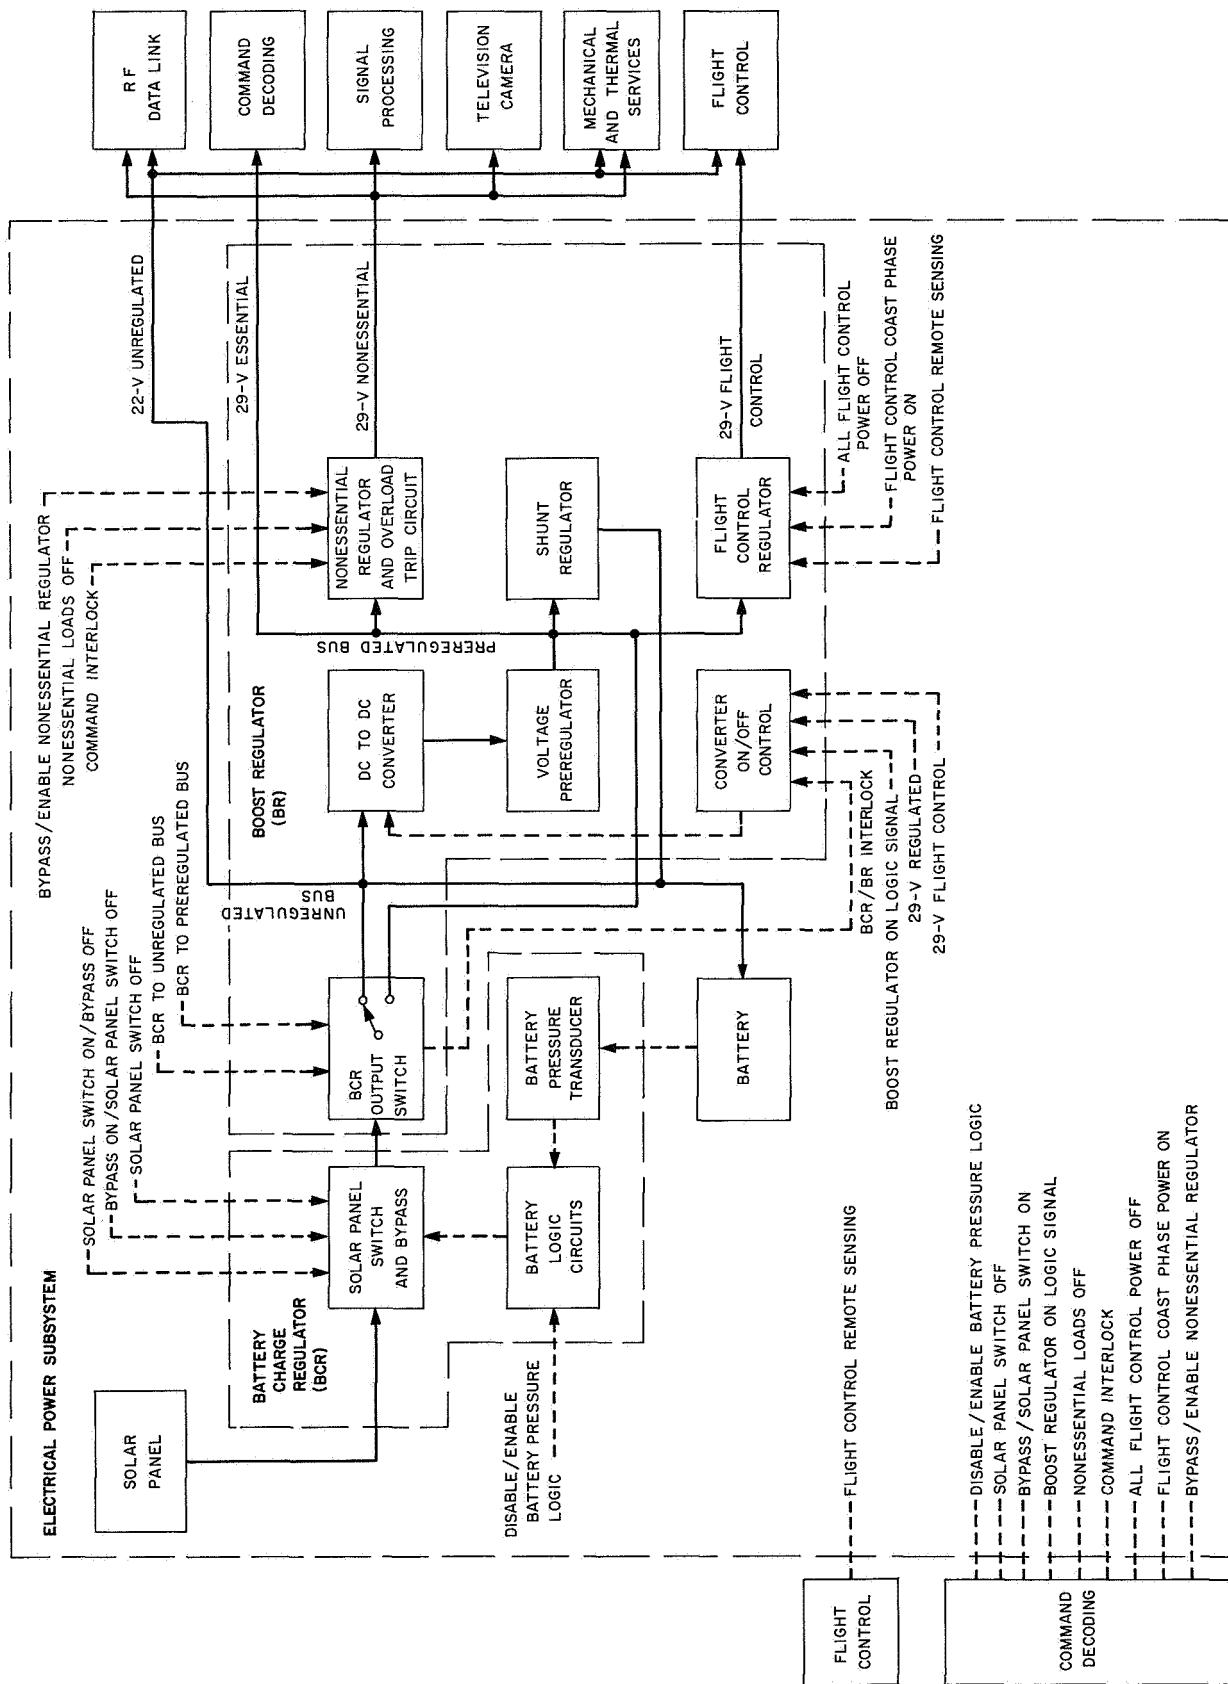 ELECTRICAL POWER SUBSYSTEM
SOLAR
PANEL
BATTERY
CHARGE
REGULATOR
(BCR)
SOLAR PANEL SWITCH ON/BYPASS OFF
BYPASS ON/SOLAR PANEL SWITCH OFF
SOLAR PANEL SWITCH OFF
SOLAR PANEL
SWITCH
AND BYPASS
BCR TO UNREGULATED BUS
BCR TO PREREGULATED BUS
BCR
OUTPUT
SWITCH
DISABLE/ENABLE
BATTERY PRESSURE
LOGIC
BATTERY
LOGIC
CIRCUITS
BATTERY
PRESSURE
TRANSDUCER
BATTERY
UNREGULATED
BUS
BOOST REGULATOR
(BR)
BYPASS/ENABLE NONESSENTIAL REGULATOR
NONESSENTIAL LOADS OFF
COMMAND INTERLOCK
DC TO DC
CONVERTER
VOLTAGE
PREREGULATOR
CONVERTER
ON/OFF
CONTROL
BCR/BR INTERLOCK
BOOST REGULATOR ON LOGIC SIGNAL
29-V REGULATED
29-V FLIGHT CONTROL
PREREGULATED BUS
NONESSENTIAL
REGULATOR
AND OVERLOAD
TRIP CIRCUIT
SHUNT
REGULATOR
FLIGHT
CONTROL
REGULATOR
ALL FLIGHT CONTROL
POWER OFF
FLIGHT CONTROL COAST PHASE
POWER ON
FLIGHT CONTROL REMOTE SENSING
22-V UNREGULATED
29-V ESSENTIAL
29-V NONESSENTIAL
29-V FLIGHT
CONTROL
RF
DATA LINK
COMMAND
DECODING
SIGNAL
PROCESSING
TELEVISION
CAMERA
MECHANICAL
AND THERMAL
SERVICES
FLIGHT
CONTROL
FLIGHT
CONTROL
FLIGHT CONTROL REMOTE SENSING
COMMAND
DECODING
DISABLE/ENABLE BATTERY PRESSURE LOGIC
SOLAR PANEL SWITCH OFF
BYPASS/SOLAR PANEL SWITCH ON
BOOST REGULATOR ON LOGIC SIGNAL
NONESSENTIAL LOADS OFF
COMMAND INTERLOCK
ALL FLIGHT CONTROL POWER OFF
FLIGHT CONTROL COAST PHASE POWER ON
BYPASS/ENABLE NONESSENTIAL REGULATOR